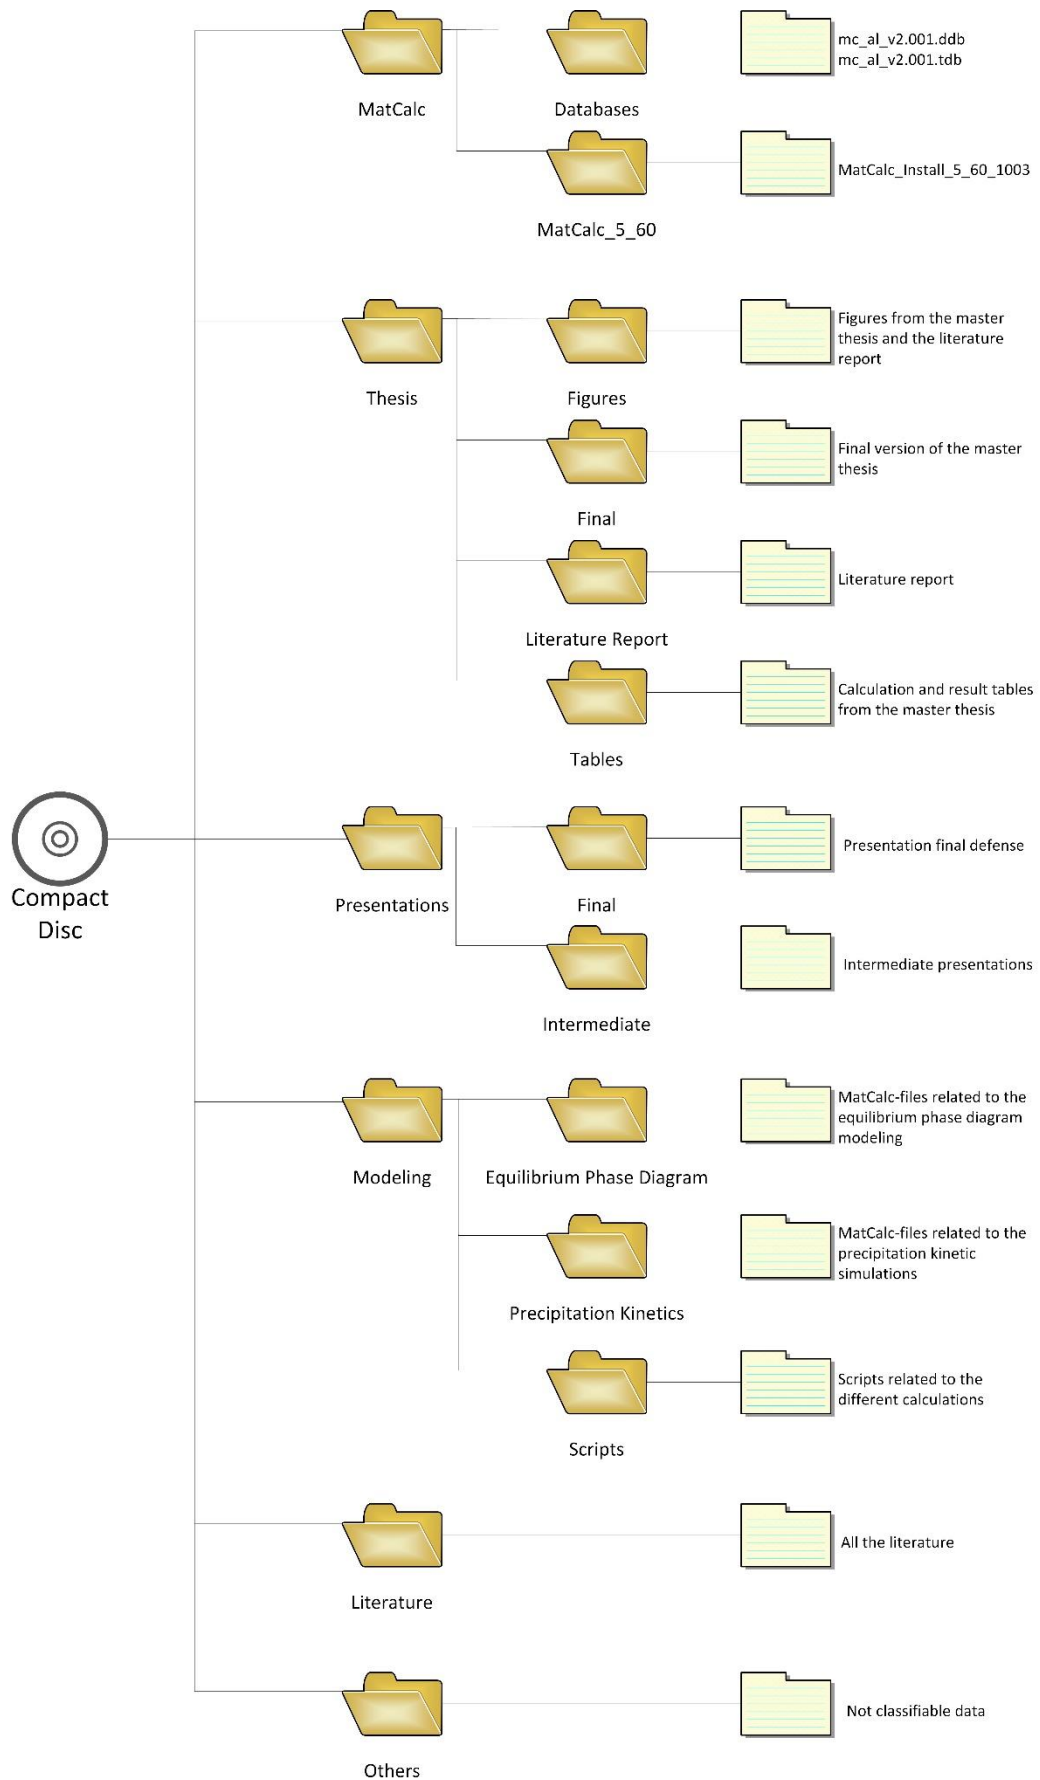 mc_al_v2.001.ddb
mc_al_v2.001.tdb
MatCalc
Databases
MatCalc_Install_5_60_1003
MatCalc_5_60
Figures from the master
thesis and the literature
report
Thesis
Figures
Final version of the master
thesis
Final
Literature report
Literature Report
Calculation and result tables
from the master thesis
Tables
Compact
Disc
Presentation final defense
Presentations
Final
Intermediate presentations
Intermediate
MatCalc-files related to the
equilibrium phase diagram
modeling
Modeling
Equilibrium Phase Diagram
MatCalc-files related to the
precipitation kinetic
simulations
Precipitation Kinetics
Scripts related to the
different calculations
Scripts
All the literature
Literature
Not classifiable data
Others